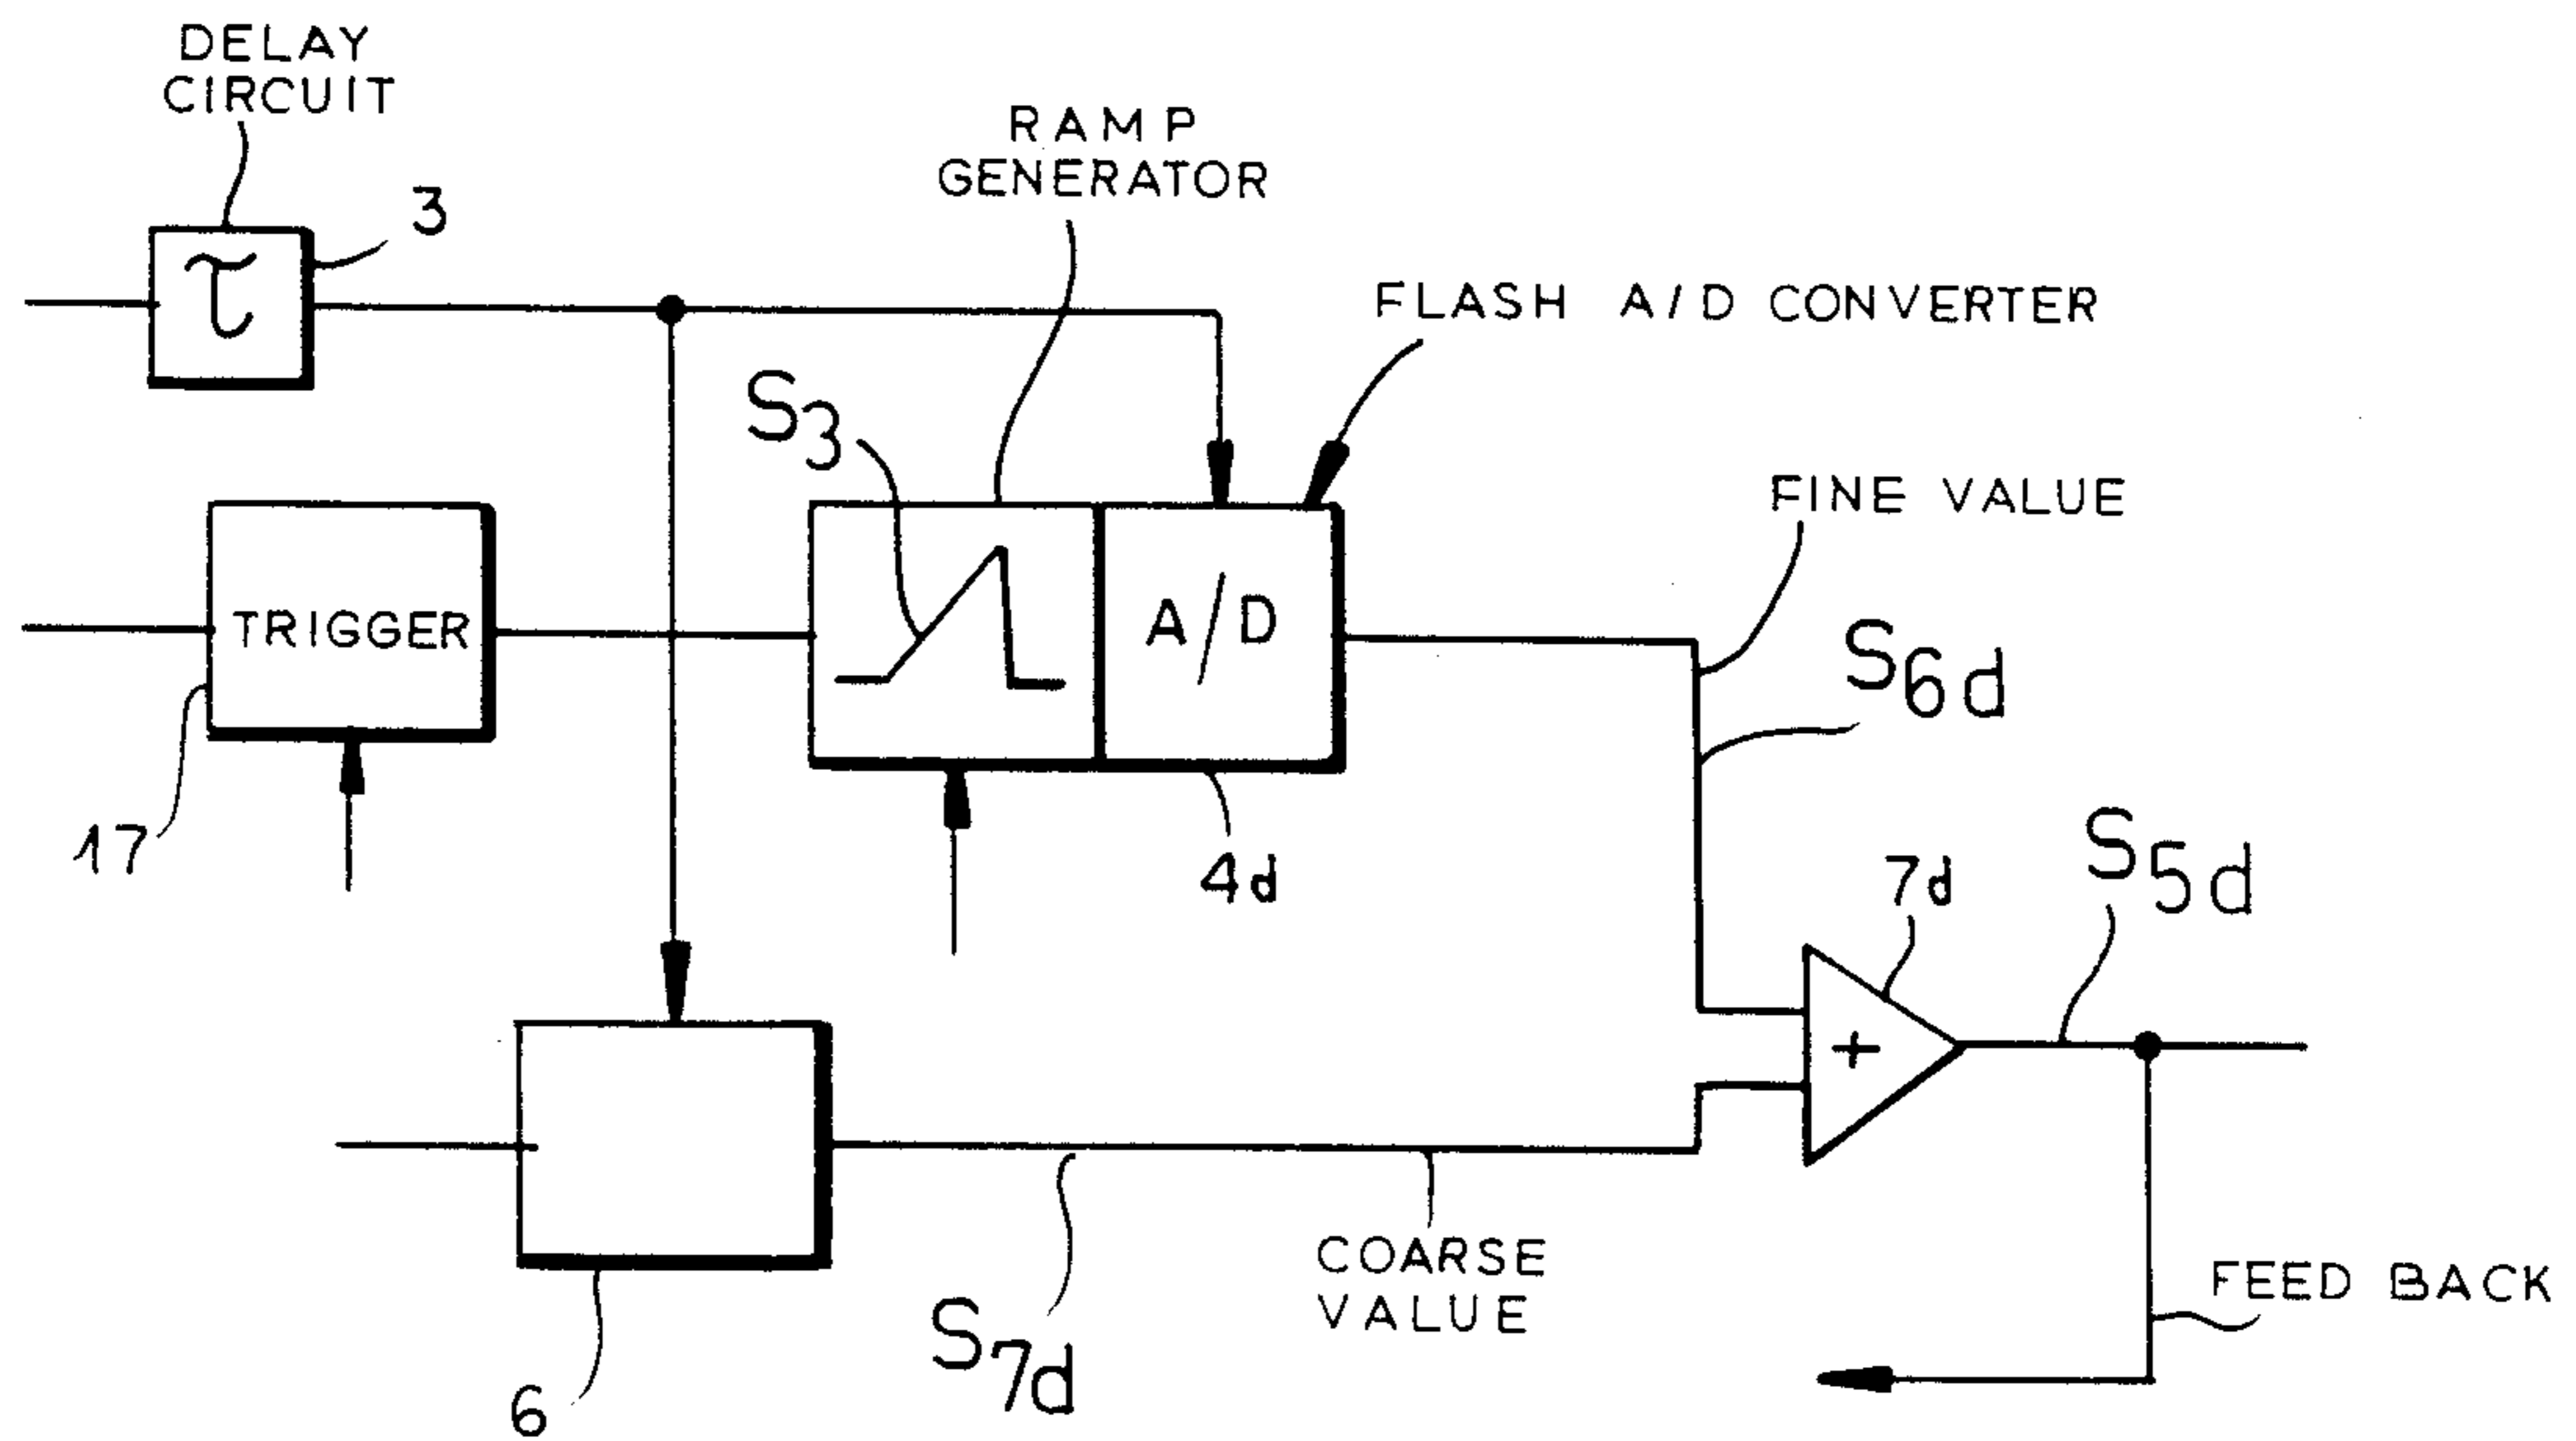 DELAY
CIRCUIT
RAMP
GENERATOR
3
τ
FLASH A/D CONVERTER
S3
FINE VALUE
TRIGGER
A/D
S6d
17
4d
7d
S5d
+
COARSE
VALUE
FEED BACK
S7d
6